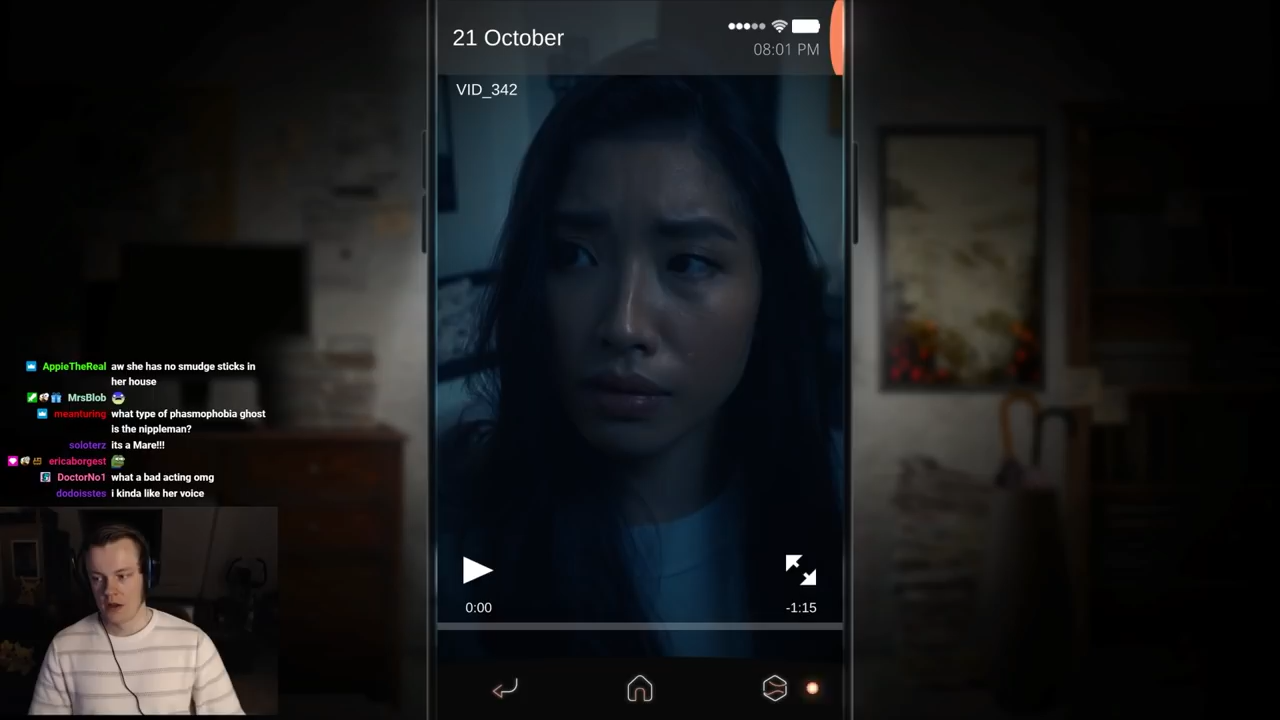 21 October
08:01 PM
VID_342
0:00
-1:15
AppieTheReal aw she has no smudge sticks in
her house
MrsBlob
meanturing what type of phasmophobia ghost
is the nippleman?
soloterz its a Mare!!!
ericaborgest
DoctorNo1 what a bad acting omg
dodoisstes i kinda like her voice